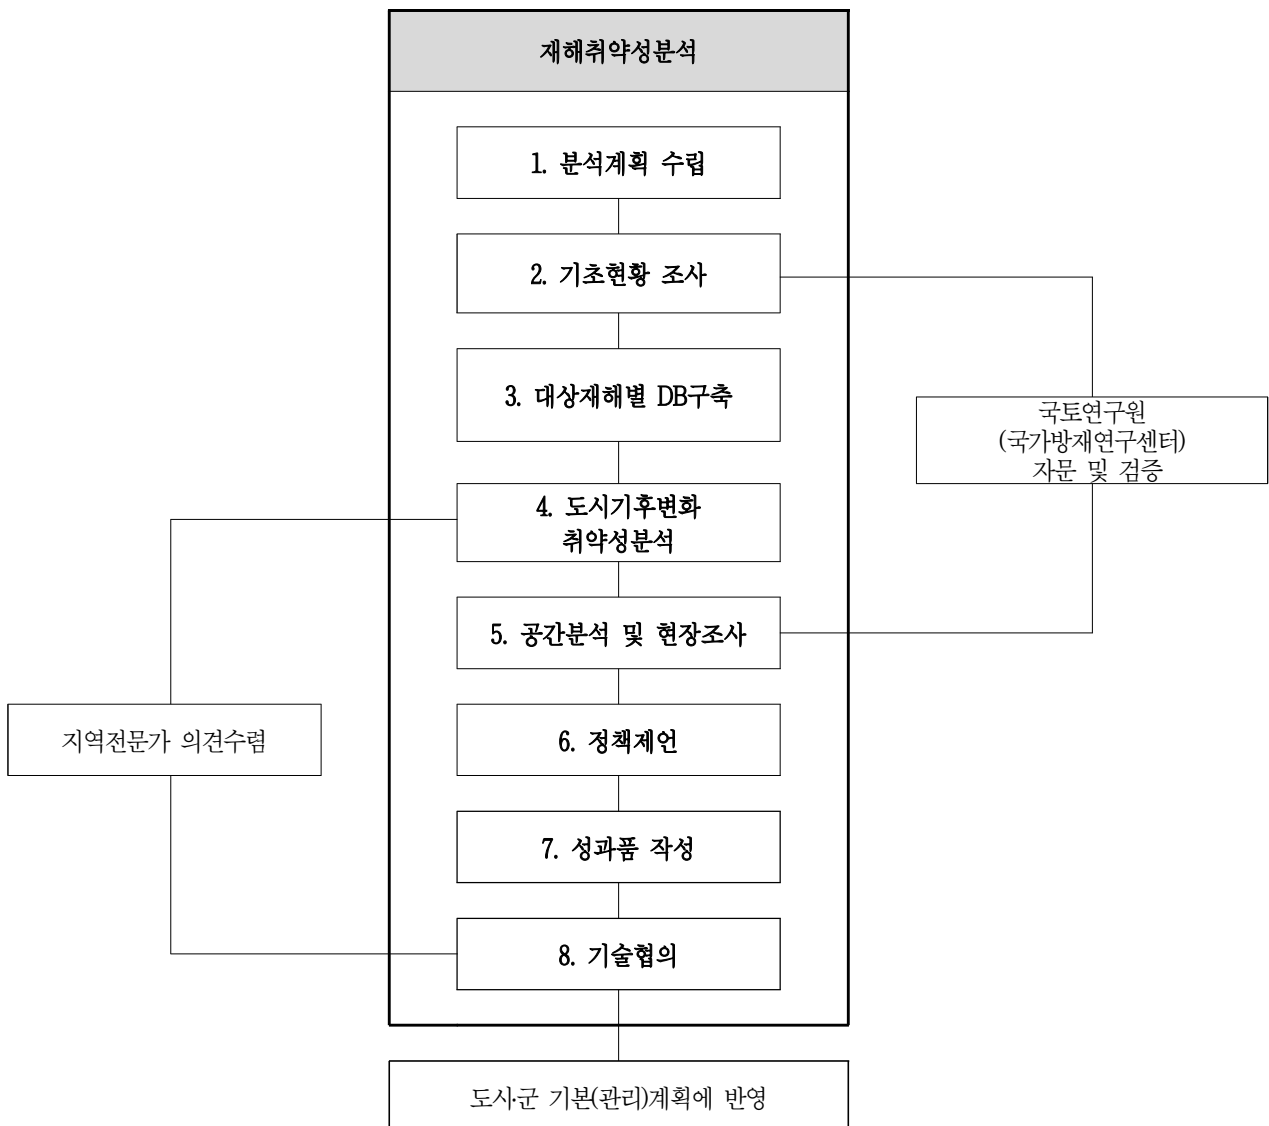 재해취약성분석
1. 분석계획 수립
2. 기초현황 조사
3. 대상재해별 DB구축
국토연구원
(국가방재연구센터)
자문 및 검증
4. 도시기후변화
취약성분석
5. 공간분석 및 현장조사
지역전문가 의견수렴
6. 정책제언
7. 성과품 작성
8. 기술협의
도시·군 기본(관리)계획에 반영